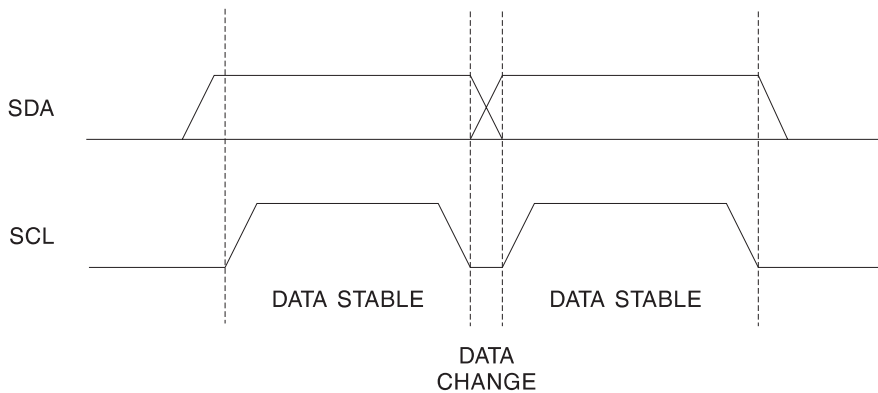 SDA
SCL
DATA STABLE
DATA STABLE
DATA
CHANGE